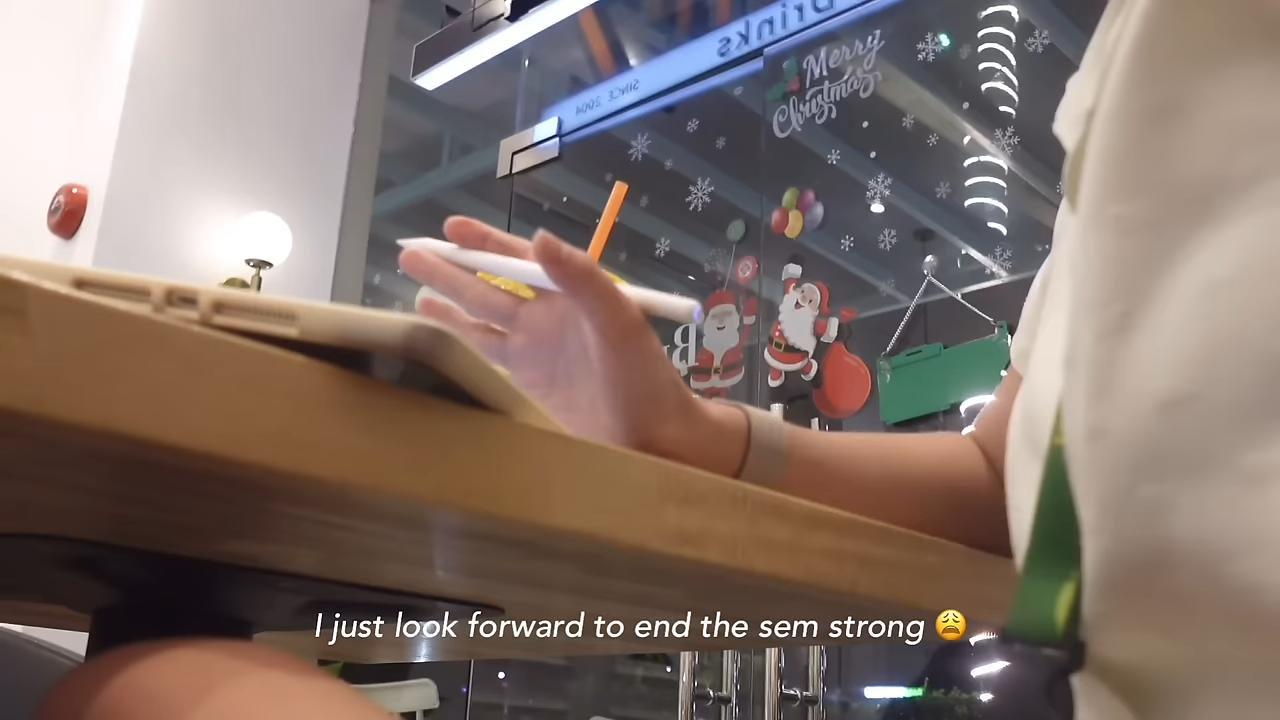 Drinks
SINCE 2004
Merry
Christmas
I just look forward to end the sem strong 😩